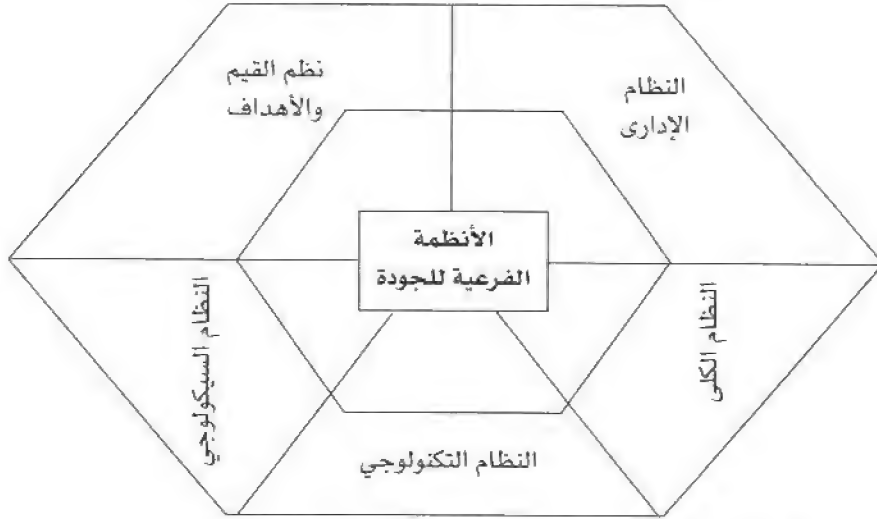 النظام
الإدارى
نظم القيم
والأهداف
الأنظمة
الفرعية للجودة
النظام الكلى
النظام السيكولوجي
النظام التكنولوجي